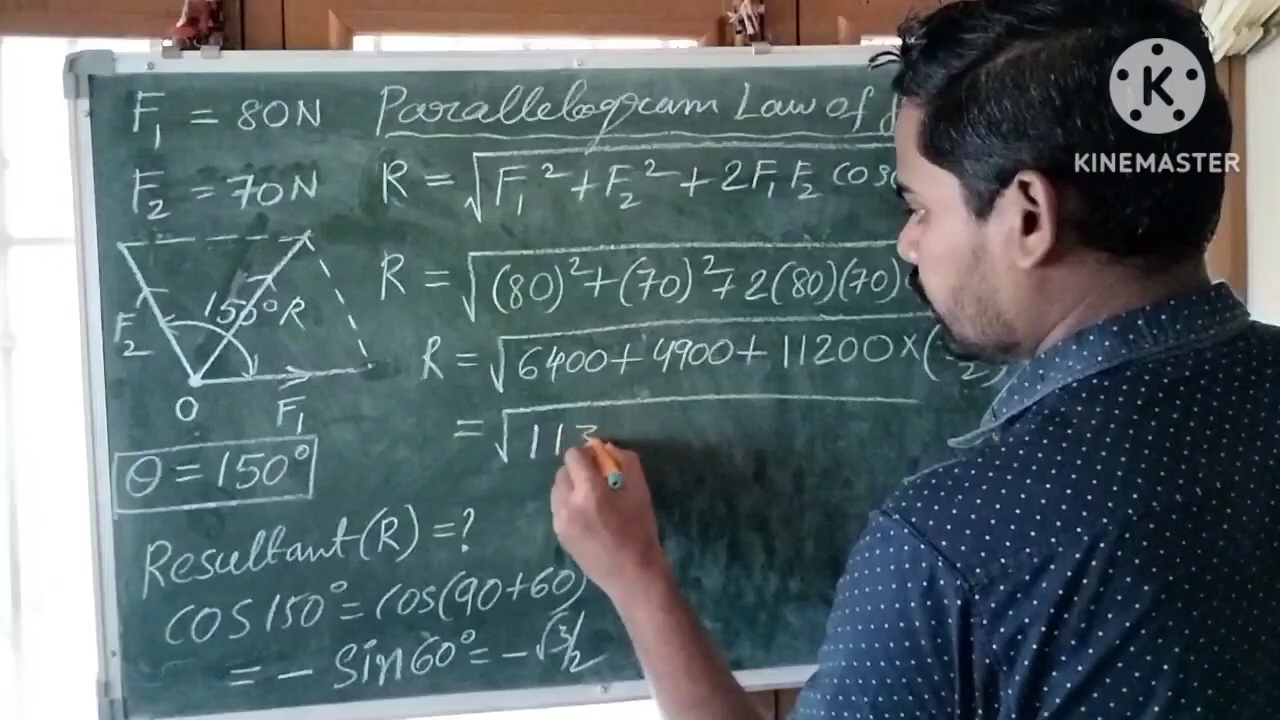 F₁ = 80N
Parallelogram Law of f
F₂ = 70N
R = √F₁² + F₂² + 2F₁F₂ cos
R = √(80)² + (70)² + 2(80)(70)
150° R
F₂
R = √6400 + 4900 + 11200 × (
O
F₁
= √113
θ = 150°
Resultant (R) = ?
COS 150° = cos(90+60)
= - Sin 60° = -√3/2
K
KINEMASTER